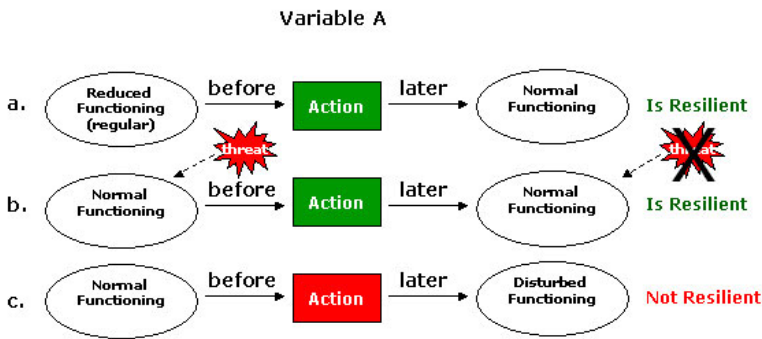 Variable A
a.
Reduced
Functioning
(regular)
before
Action
later
Normal
Functioning
Is Resilient
threat
threat
b.
Normal
Functioning
before
Action
later
Normal
Functioning
Is Resilient
c.
Normal
Functioning
before
Action
later
Disturbed
Functioning
Not Resilient